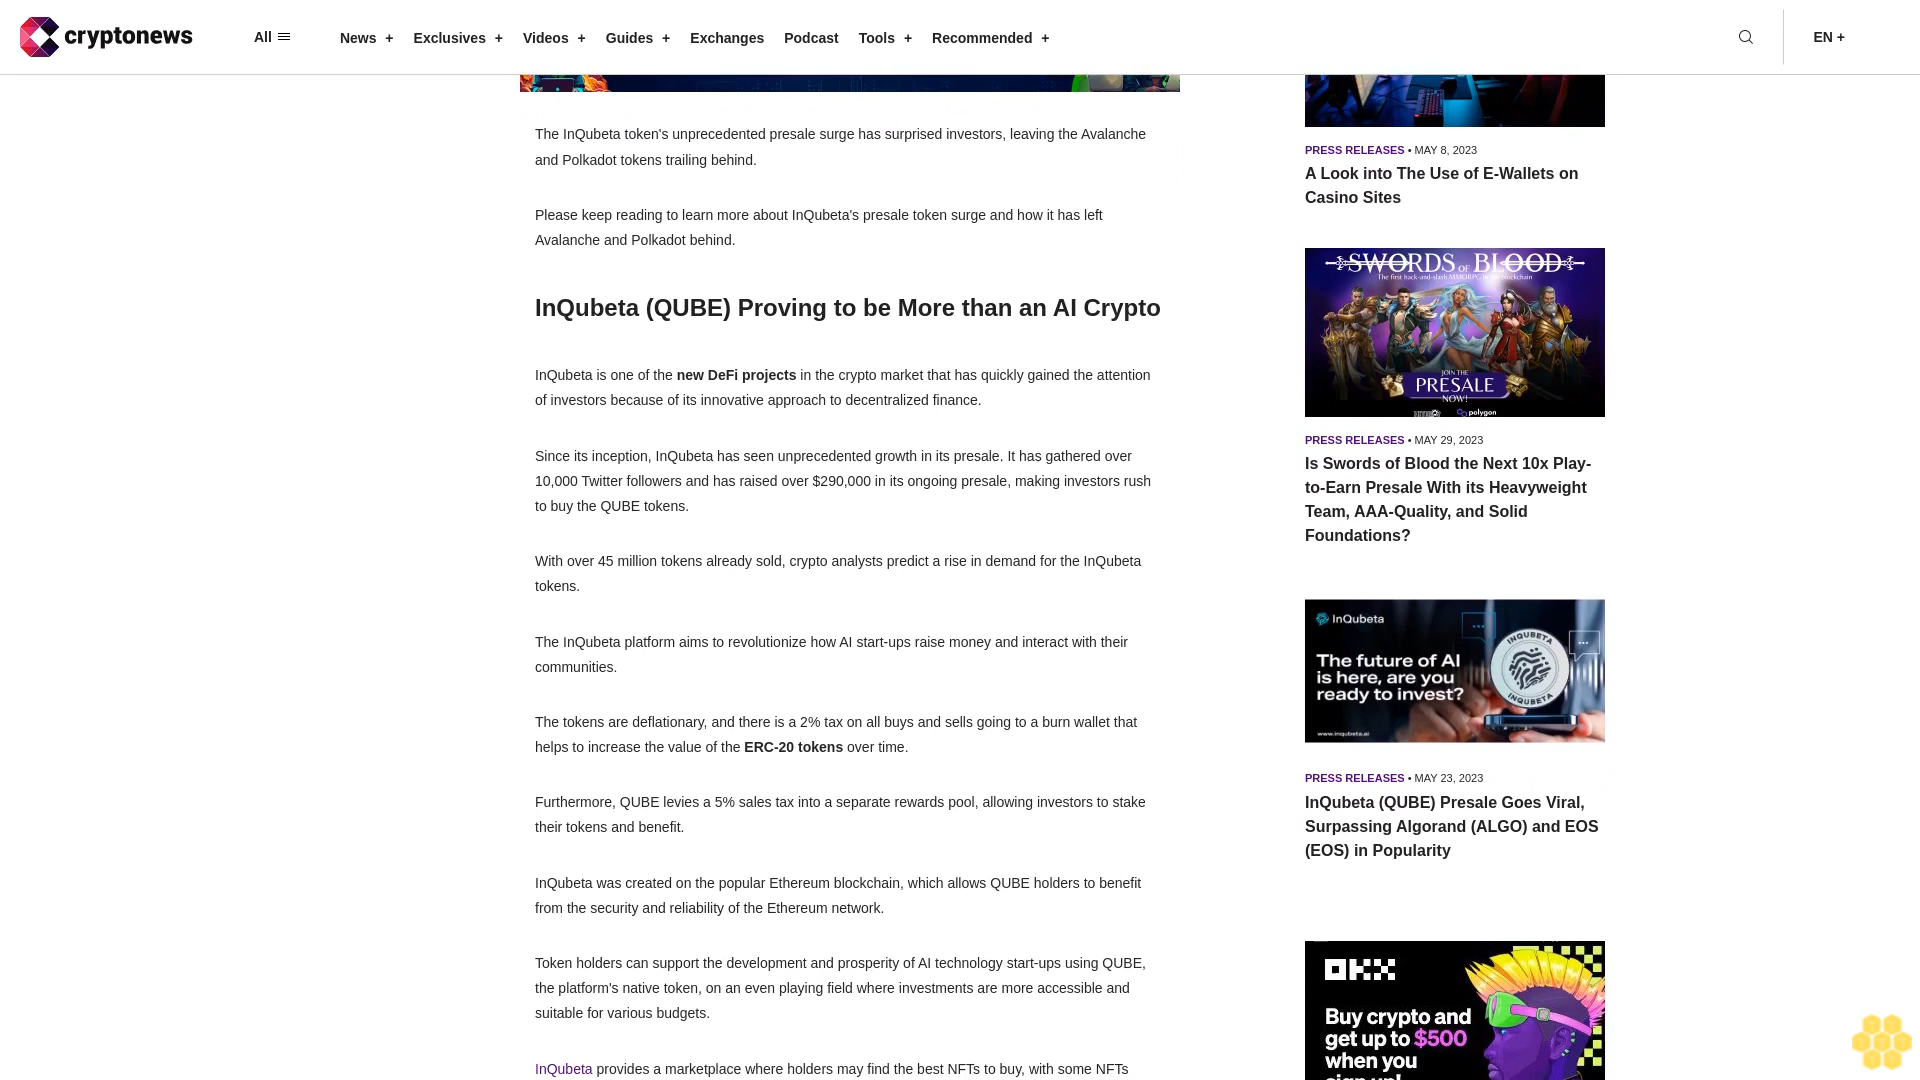 cryptonews
All
News +
Exclusives +
Videos +
Guides +
Exchanges
Podcast
Tools +
Recommended +
EN +
The InQubeta token's unprecedented presale surge has surprised investors, leaving the Avalanche
and Polkadot tokens trailing behind.
Please keep reading to learn more about InQubeta's presale token surge and how it has left
Avalanche and Polkadot behind.
InQubeta (QUBE) Proving to be More than an AI Crypto
InQubeta is one of the new DeFi projects in the crypto market that has quickly gained the attention
of investors because of its innovative approach to decentralized finance.
Since its inception, InQubeta has seen unprecedented growth in its presale. It has gathered over
10,000 Twitter followers and has raised over $290,000 in its ongoing presale, making investors rush
to buy the QUBE tokens.
With over 45 million tokens already sold, crypto analysts predict a rise in demand for the InQubeta
tokens.
The InQubeta platform aims to revolutionize how AI start-ups raise money and interact with their
communities.
The tokens are deflationary, and there is a 2% tax on all buys and sells going to a burn wallet that
helps to increase the value of the ERC-20 tokens over time.
Furthermore, QUBE levies a 5% sales tax into a separate rewards pool, allowing investors to stake
their tokens and benefit.
InQubeta was created on the popular Ethereum blockchain, which allows QUBE holders to benefit
from the security and reliability of the Ethereum network.
Token holders can support the development and prosperity of AI technology start-ups using QUBE,
the platform's native token, on an even playing field where investments are more accessible and
suitable for various budgets.
InQubeta provides a marketplace where holders may find the best NFTs to buy, with some NFTs
PRESS RELEASES • MAY 8, 2023
A Look into The Use of E-Wallets on
Casino Sites
SWORDS OF BLOOD
The first hack-and-slash MMORPG in the blockchain
JOIN THE
PRESALE
NOW!
polygon
PRESS RELEASES • MAY 29, 2023
Is Swords of Blood the Next 10x Play-
to-Earn Presale With its Heavyweight
Team, AAA-Quality, and Solid
Foundations?
InQubeta
INQUBETA
INQUBETA
The future of AI
is here, are you
ready to invest?
www.inqubeta.ai
PRESS RELEASES • MAY 23, 2023
InQubeta (QUBE) Presale Goes Viral,
Surpassing Algorand (ALGO) and EOS
(EOS) in Popularity
OKX
Buy crypto and
get up to $500
when you
sign up!